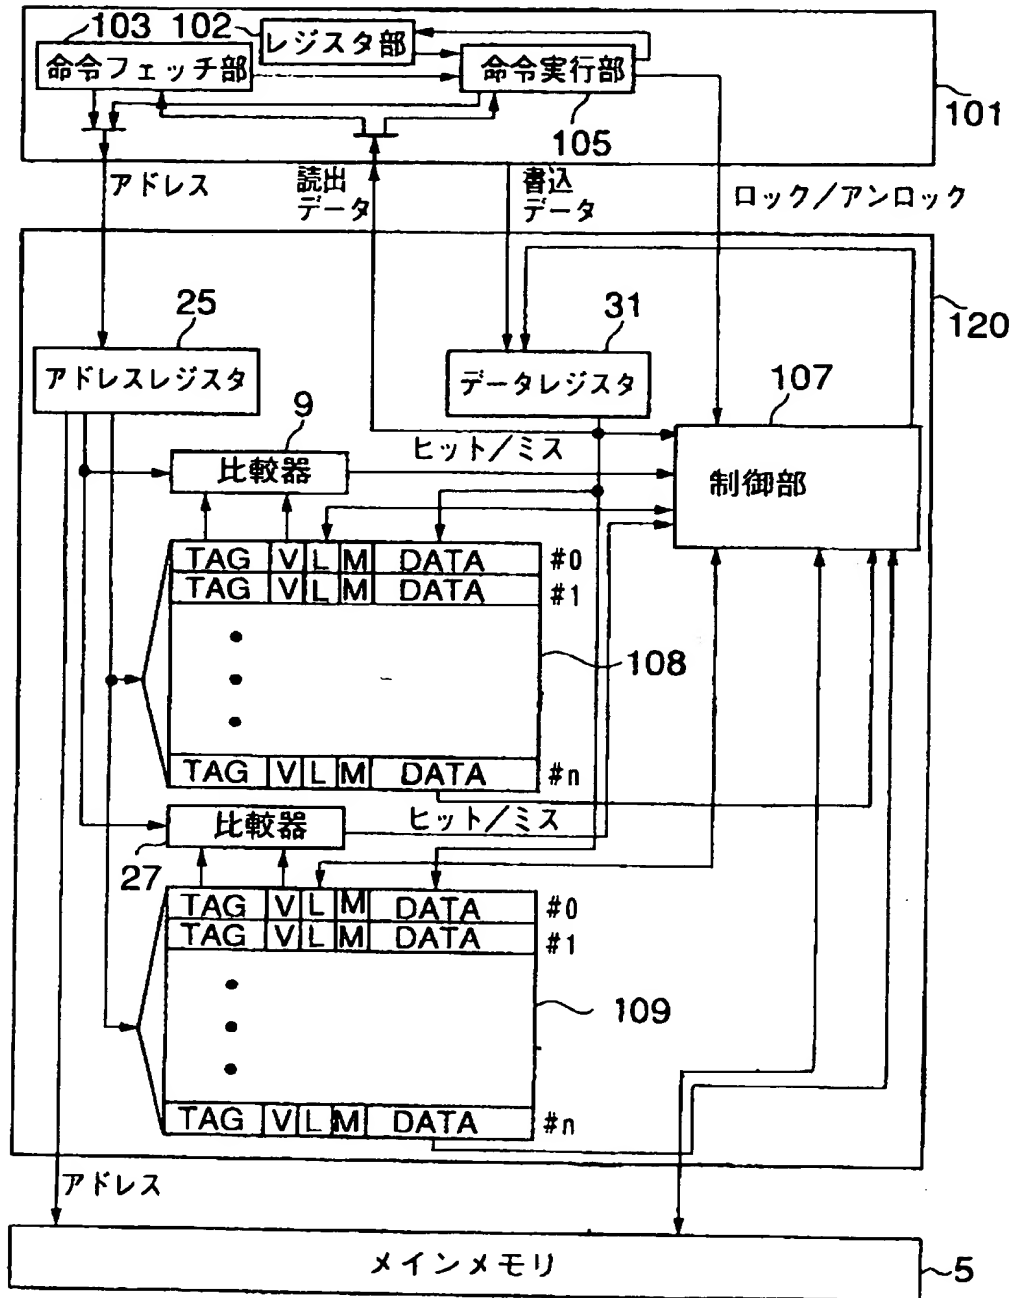 103 102
レジスタ部
命令フェッチ部
命令実行部
105
101
アドレス
読出
データ
書込
データ
ロック/アンロック
120
25
アドレスレジスタ
31
データレジスタ
107
制御部
9
比較器
ヒット/ミス
TAG V L M DATA #0
TAG V L M DATA #1
108
TAG V L M DATA #n
比較器
ヒット/ミス
27
TAG V L M DATA #0
TAG V L M DATA #1
109
TAG V L M DATA #n
アドレス
メインメモリ
5